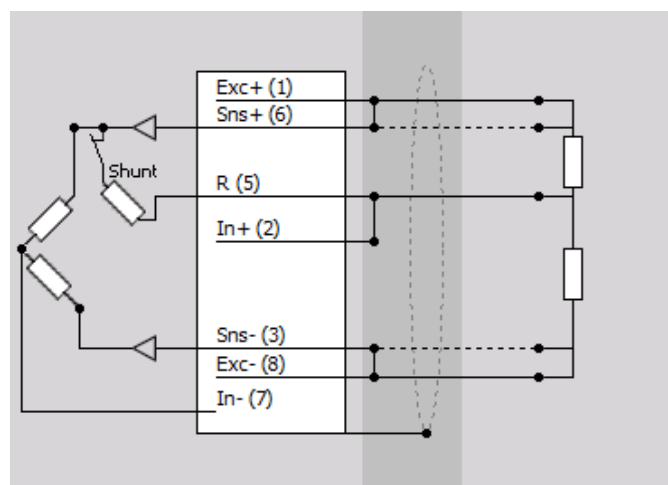 Exc+ (1)
Sns+ (6)
Shunt
R (5)
In+ (2)
Sns- (3)
Exc- (8)
In- (7)